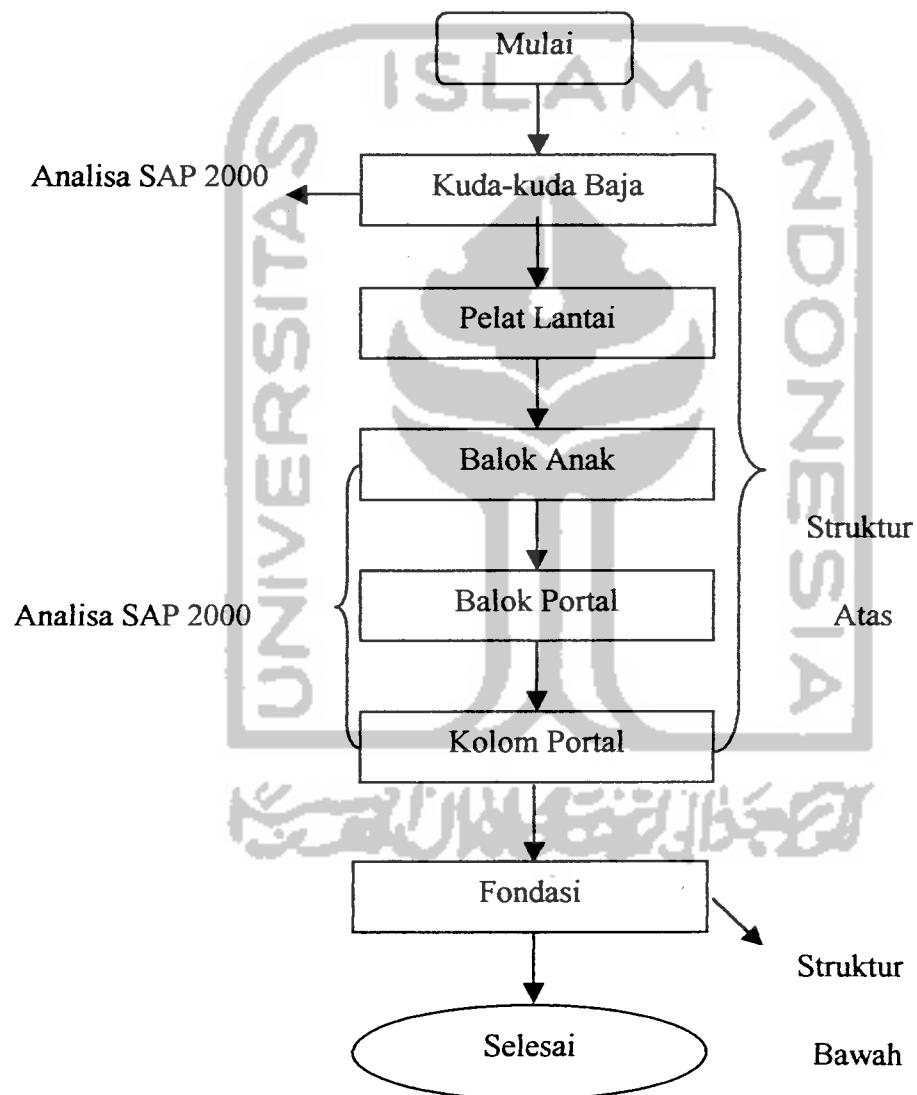 Mulai
ISLAM
UNIVERSITAS
INDONESIA
Analisa SAP 2000
Kuda-kuda Baja
Pelat Lantai
Balok Anak
Struktur
Atas
Balok Portal
Analisa SAP 2000
Kolom Portal
Fondasi
Struktur
Bawah
Selesai